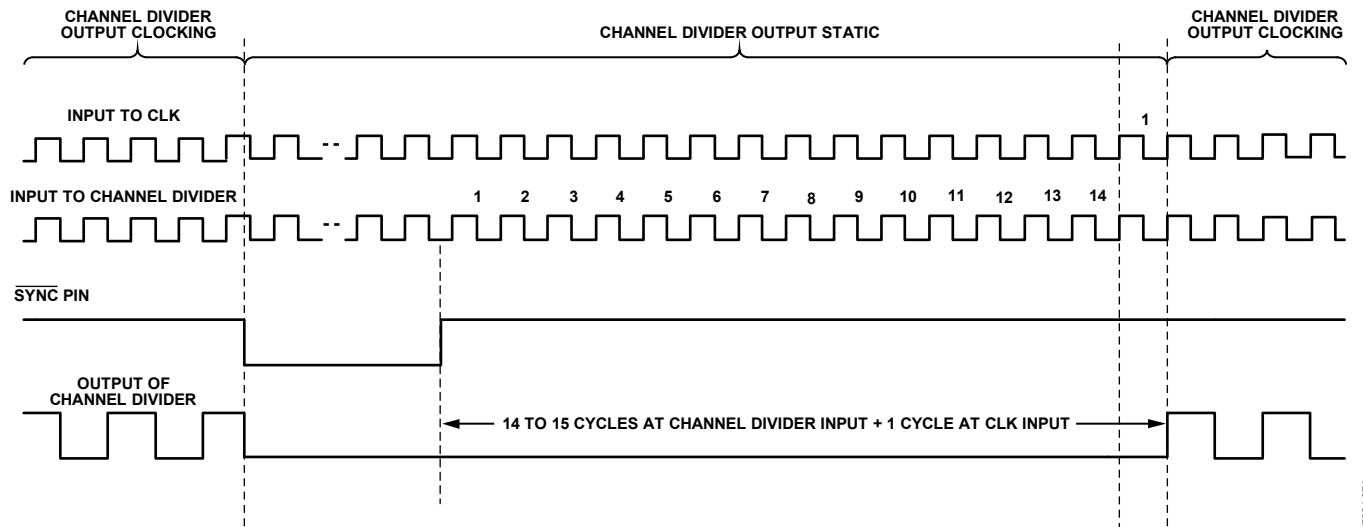 CHANNEL DIVIDER
OUTPUT CLOCKING
CHANNEL DIVIDER OUTPUT STATIC
CHANNEL DIVIDER
OUTPUT CLOCKING
INPUT TO CLK
1
INPUT TO CHANNEL DIVIDER
1 2 3 4 5 6 7 8 9 10 11 12 13 14
SYNC PIN
OUTPUT OF
CHANNEL DIVIDER
14 TO 15 CYCLES AT CHANNEL DIVIDER INPUT + 1 CYCLE AT CLK INPUT